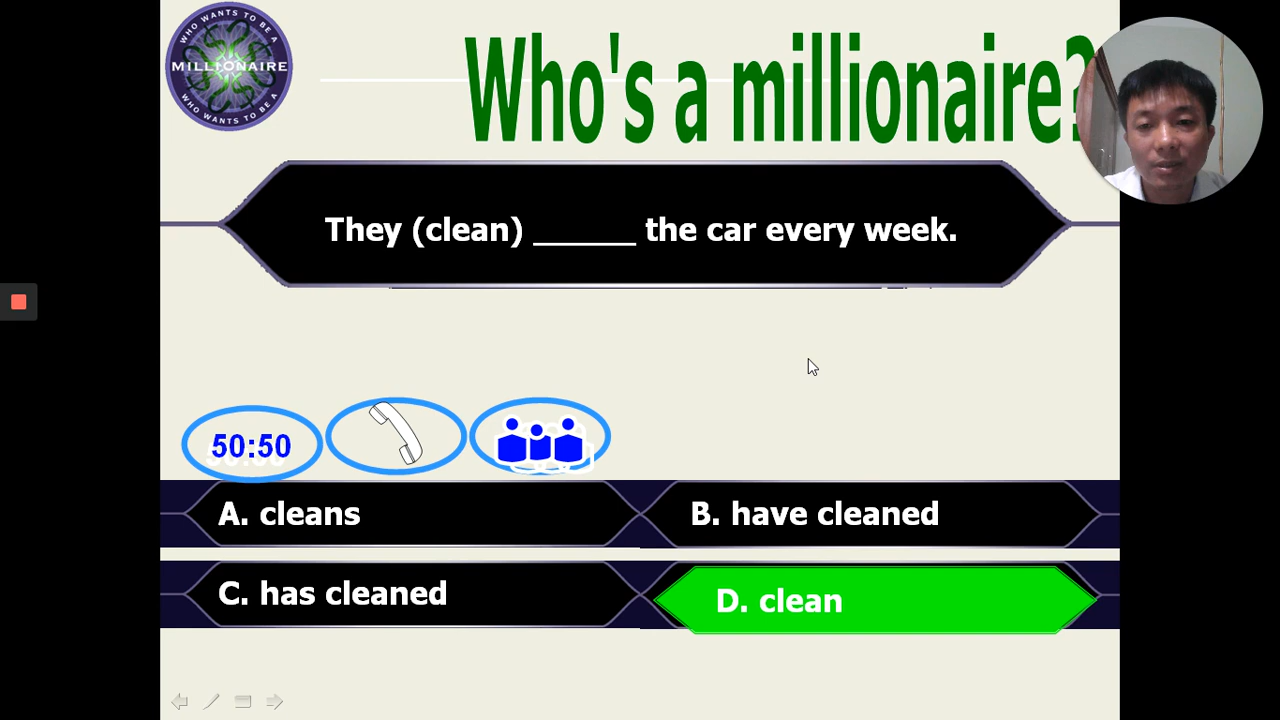 WHO WANTS TO BE A
MILLIONAIRE
WHO WANTS TO BE A
Who's a millionaire?
They (clean) ______ the car every week.
50:50
A. cleans
B. have cleaned
C. has cleaned
D. clean